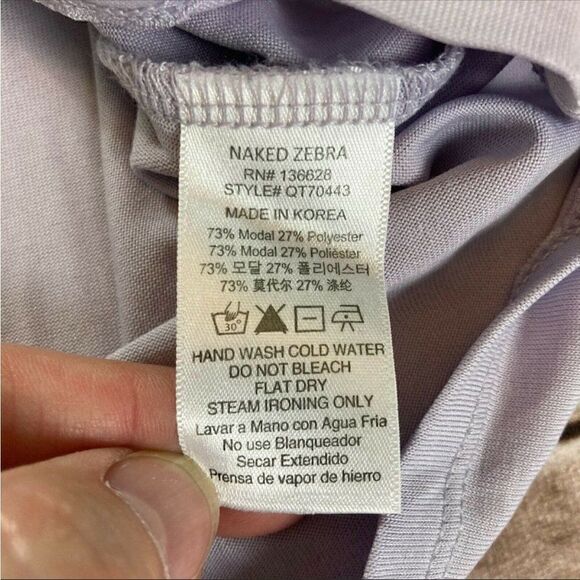 NAKED ZEBRA
RN# 136628
STYLE# QT70443
MADE IN KOREA
73% Modal 27% Polyester
73% Modal 27% Poliéster
73% 모달 27% 폴리에스터
73% 莫代尔 27% 涤纶
30°
HAND WASH COLD WATER
DO NOT BLEACH
FLAT DRY
STEAM IRONING ONLY
Lavar a Mano con Agua Fria
No use Blanqueador
Secar Extendido
Prensa de vapor de hierro